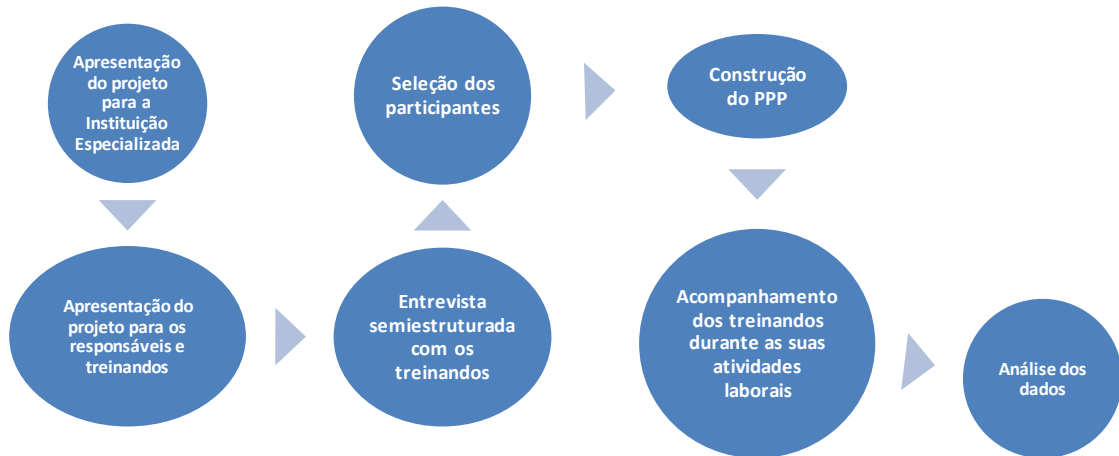 Apresentação
do projeto
para a
Instituição
Especializada
Apresentação do
projeto para os
responsáveis e
treinandos
Entrevista
semiestruturada
com os
treinandos
Seleção dos
participantes
Construção
do PPP
Acompanhamento
dos treinandos
durante as suas
atividades
laborais
Análise dos
dados